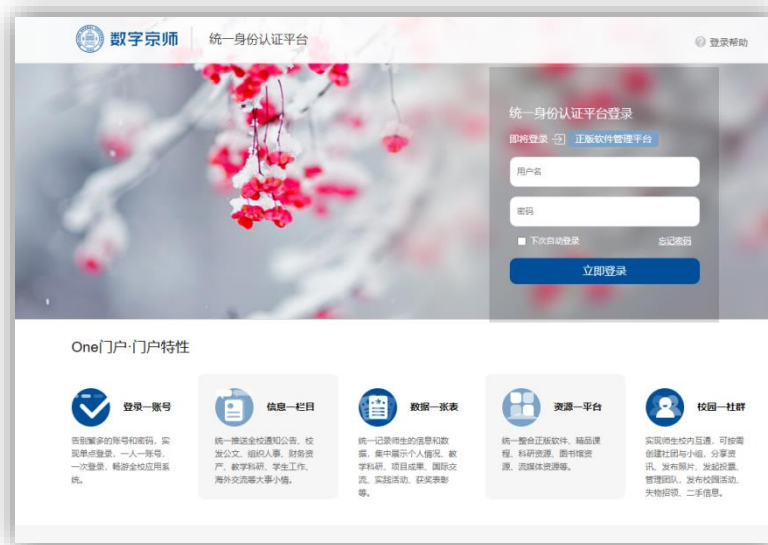 数字京师
统一身份认证平台
登录帮助
统一身份认证平台登录
即将登录
正版软件管理平台
用户名
密码
下次自动登录
忘记密码
立即登录
One门户·门户特性
登录一账号
告别繁多的账号和密码，实
现单点登录，一人一账号，
一次登录，畅游全校应用系
统。
信息一栏目
统一推送全校通知公告、校
发公文、组织人事、财务资
产、教学科研、学生工作、
海外交流等大事小情。
数据一张表
统一记录师生的信息和数
据，集中展示个人情况、教
学科研、项目成果、国际交
流、实践活动、获奖表彰
等。
资源一平台
统一整合正版软件、精品课
程、科研资源、图书馆资
源、流媒体资源等。
校园一社群
实现师生校内互通，可按需
创建社团与小组，分享资
讯、发布照片、发起投票、
管理团队，发布校园活动、
失物招领、二手信息。